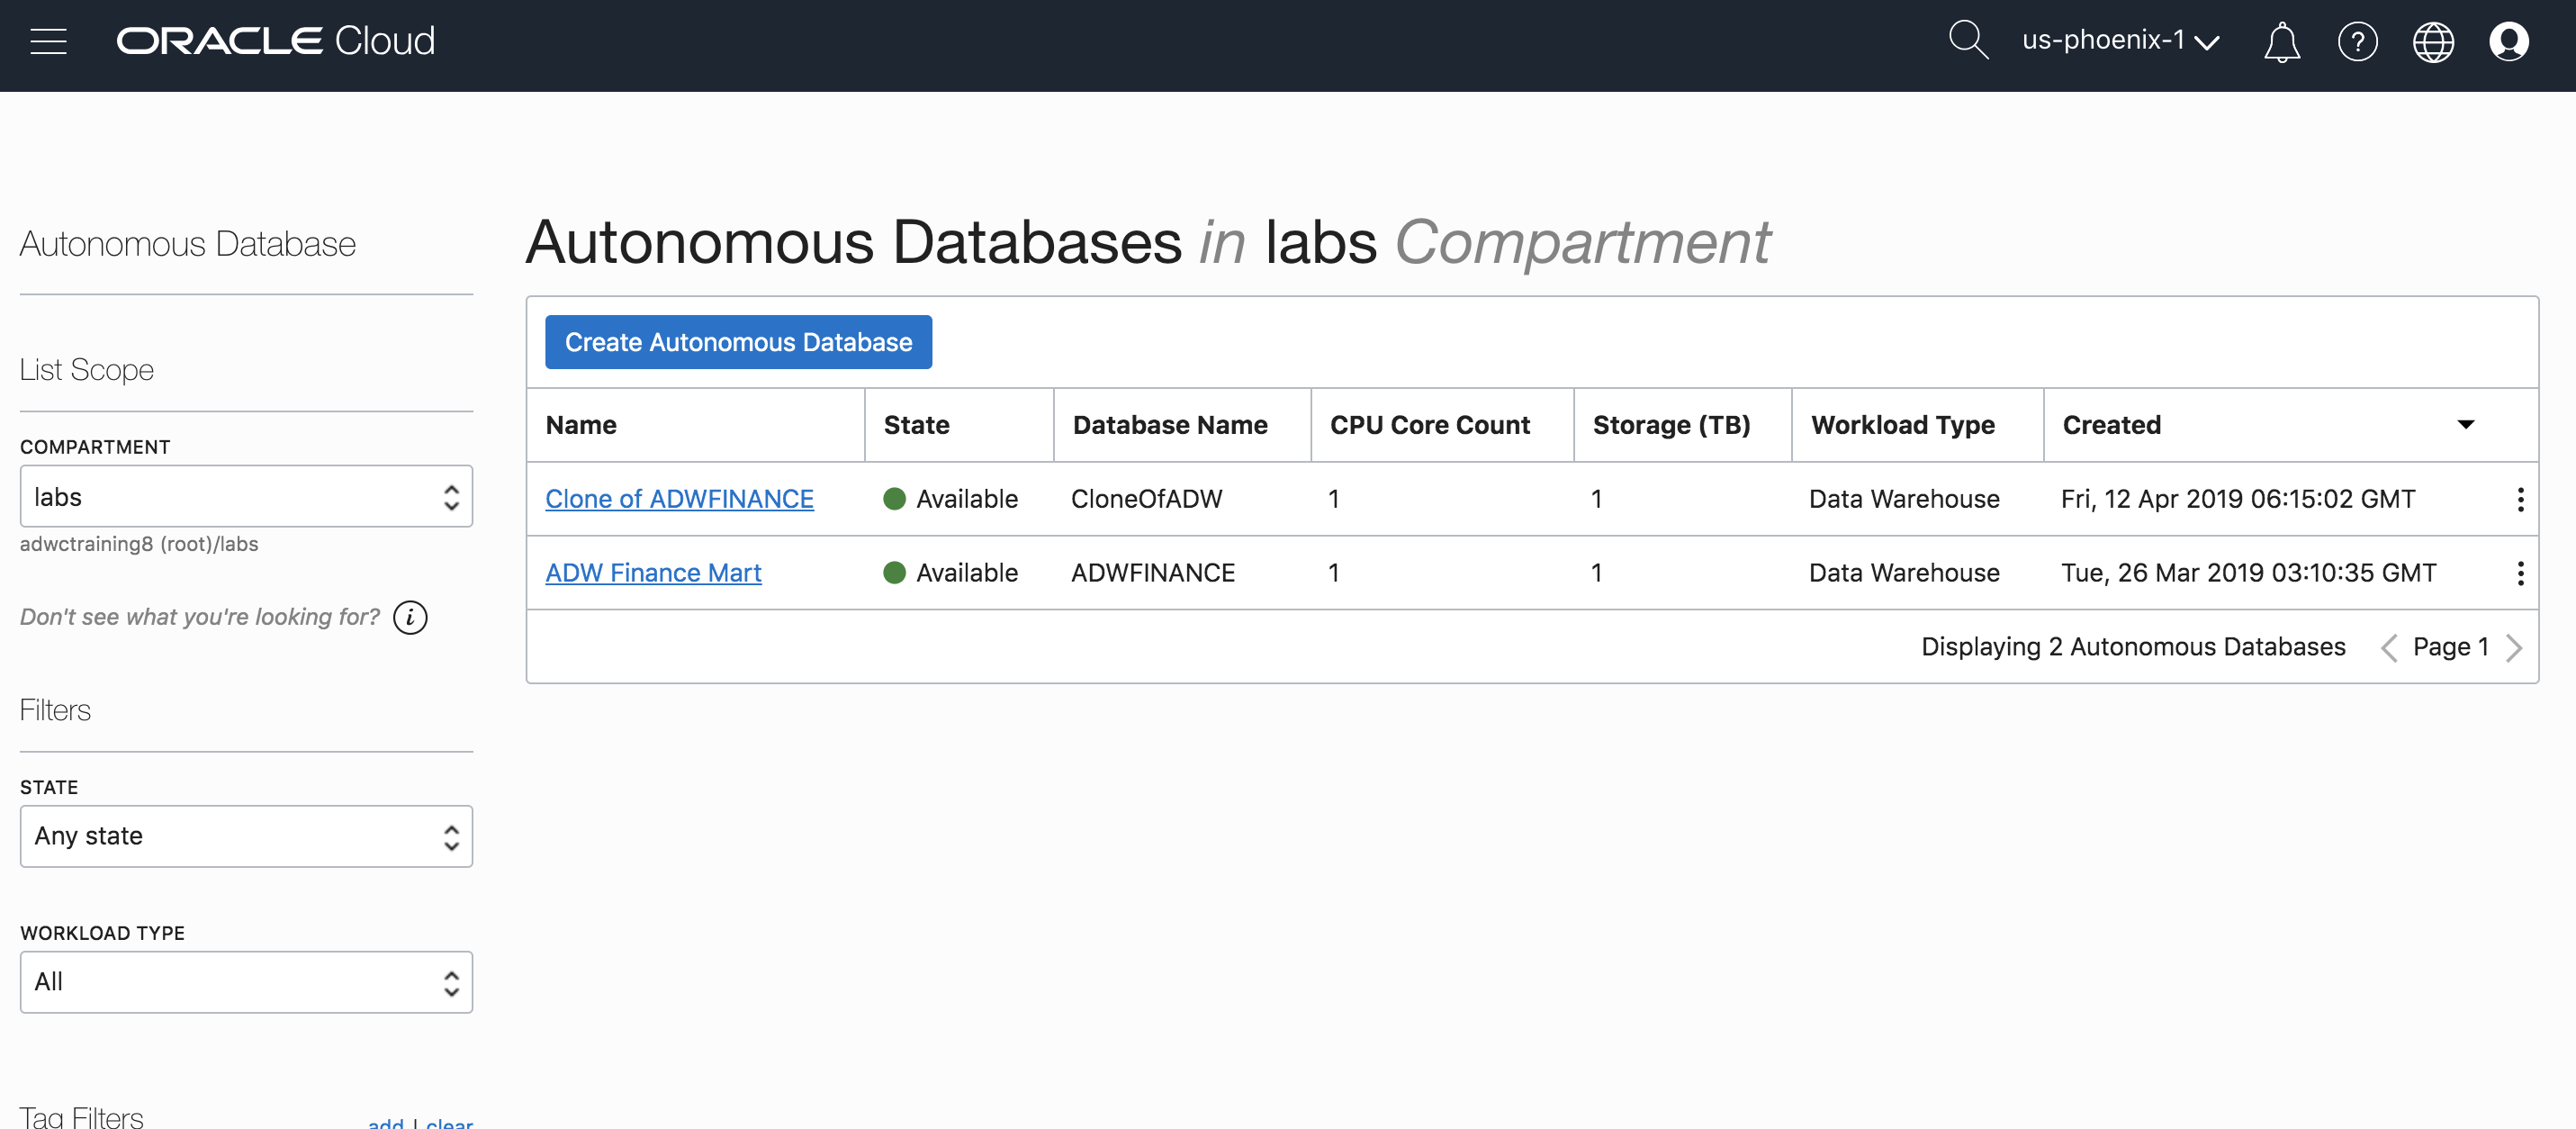 ORACLE Cloud
us-phoenix-1
Autonomous Database
List Scope
COMPARTMENT
labs
adwctraining8 (root)/labs
Don't see what you're looking for? i
Filters
STATE
Any state
WORKLOAD TYPE
All
Tag Filters add | clear
Autonomous Databases in labs Compartment
Create Autonomous Database
Name State Database Name CPU Core Count Storage (TB) Workload Type Created
Clone of ADWFINANCE Available CloneOfADW 1 1 Data Warehouse Fri, 12 Apr 2019 06:15:02 GMT
ADW Finance Mart Available ADWFINANCE 1 1 Data Warehouse Tue, 26 Mar 2019 03:10:35 GMT
Displaying 2 Autonomous Databases Page 1